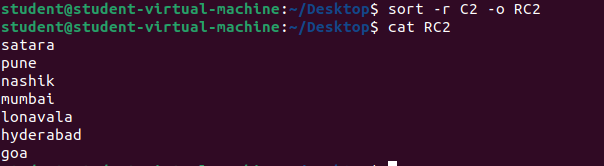 student@student-virtual-machine:~/Desktop$ sort -r C2 -o RC2
student@student-virtual-machine:~/Desktop$ cat RC2
satara
pune
nashik
mumbai
lonavala
hyderabad
goa